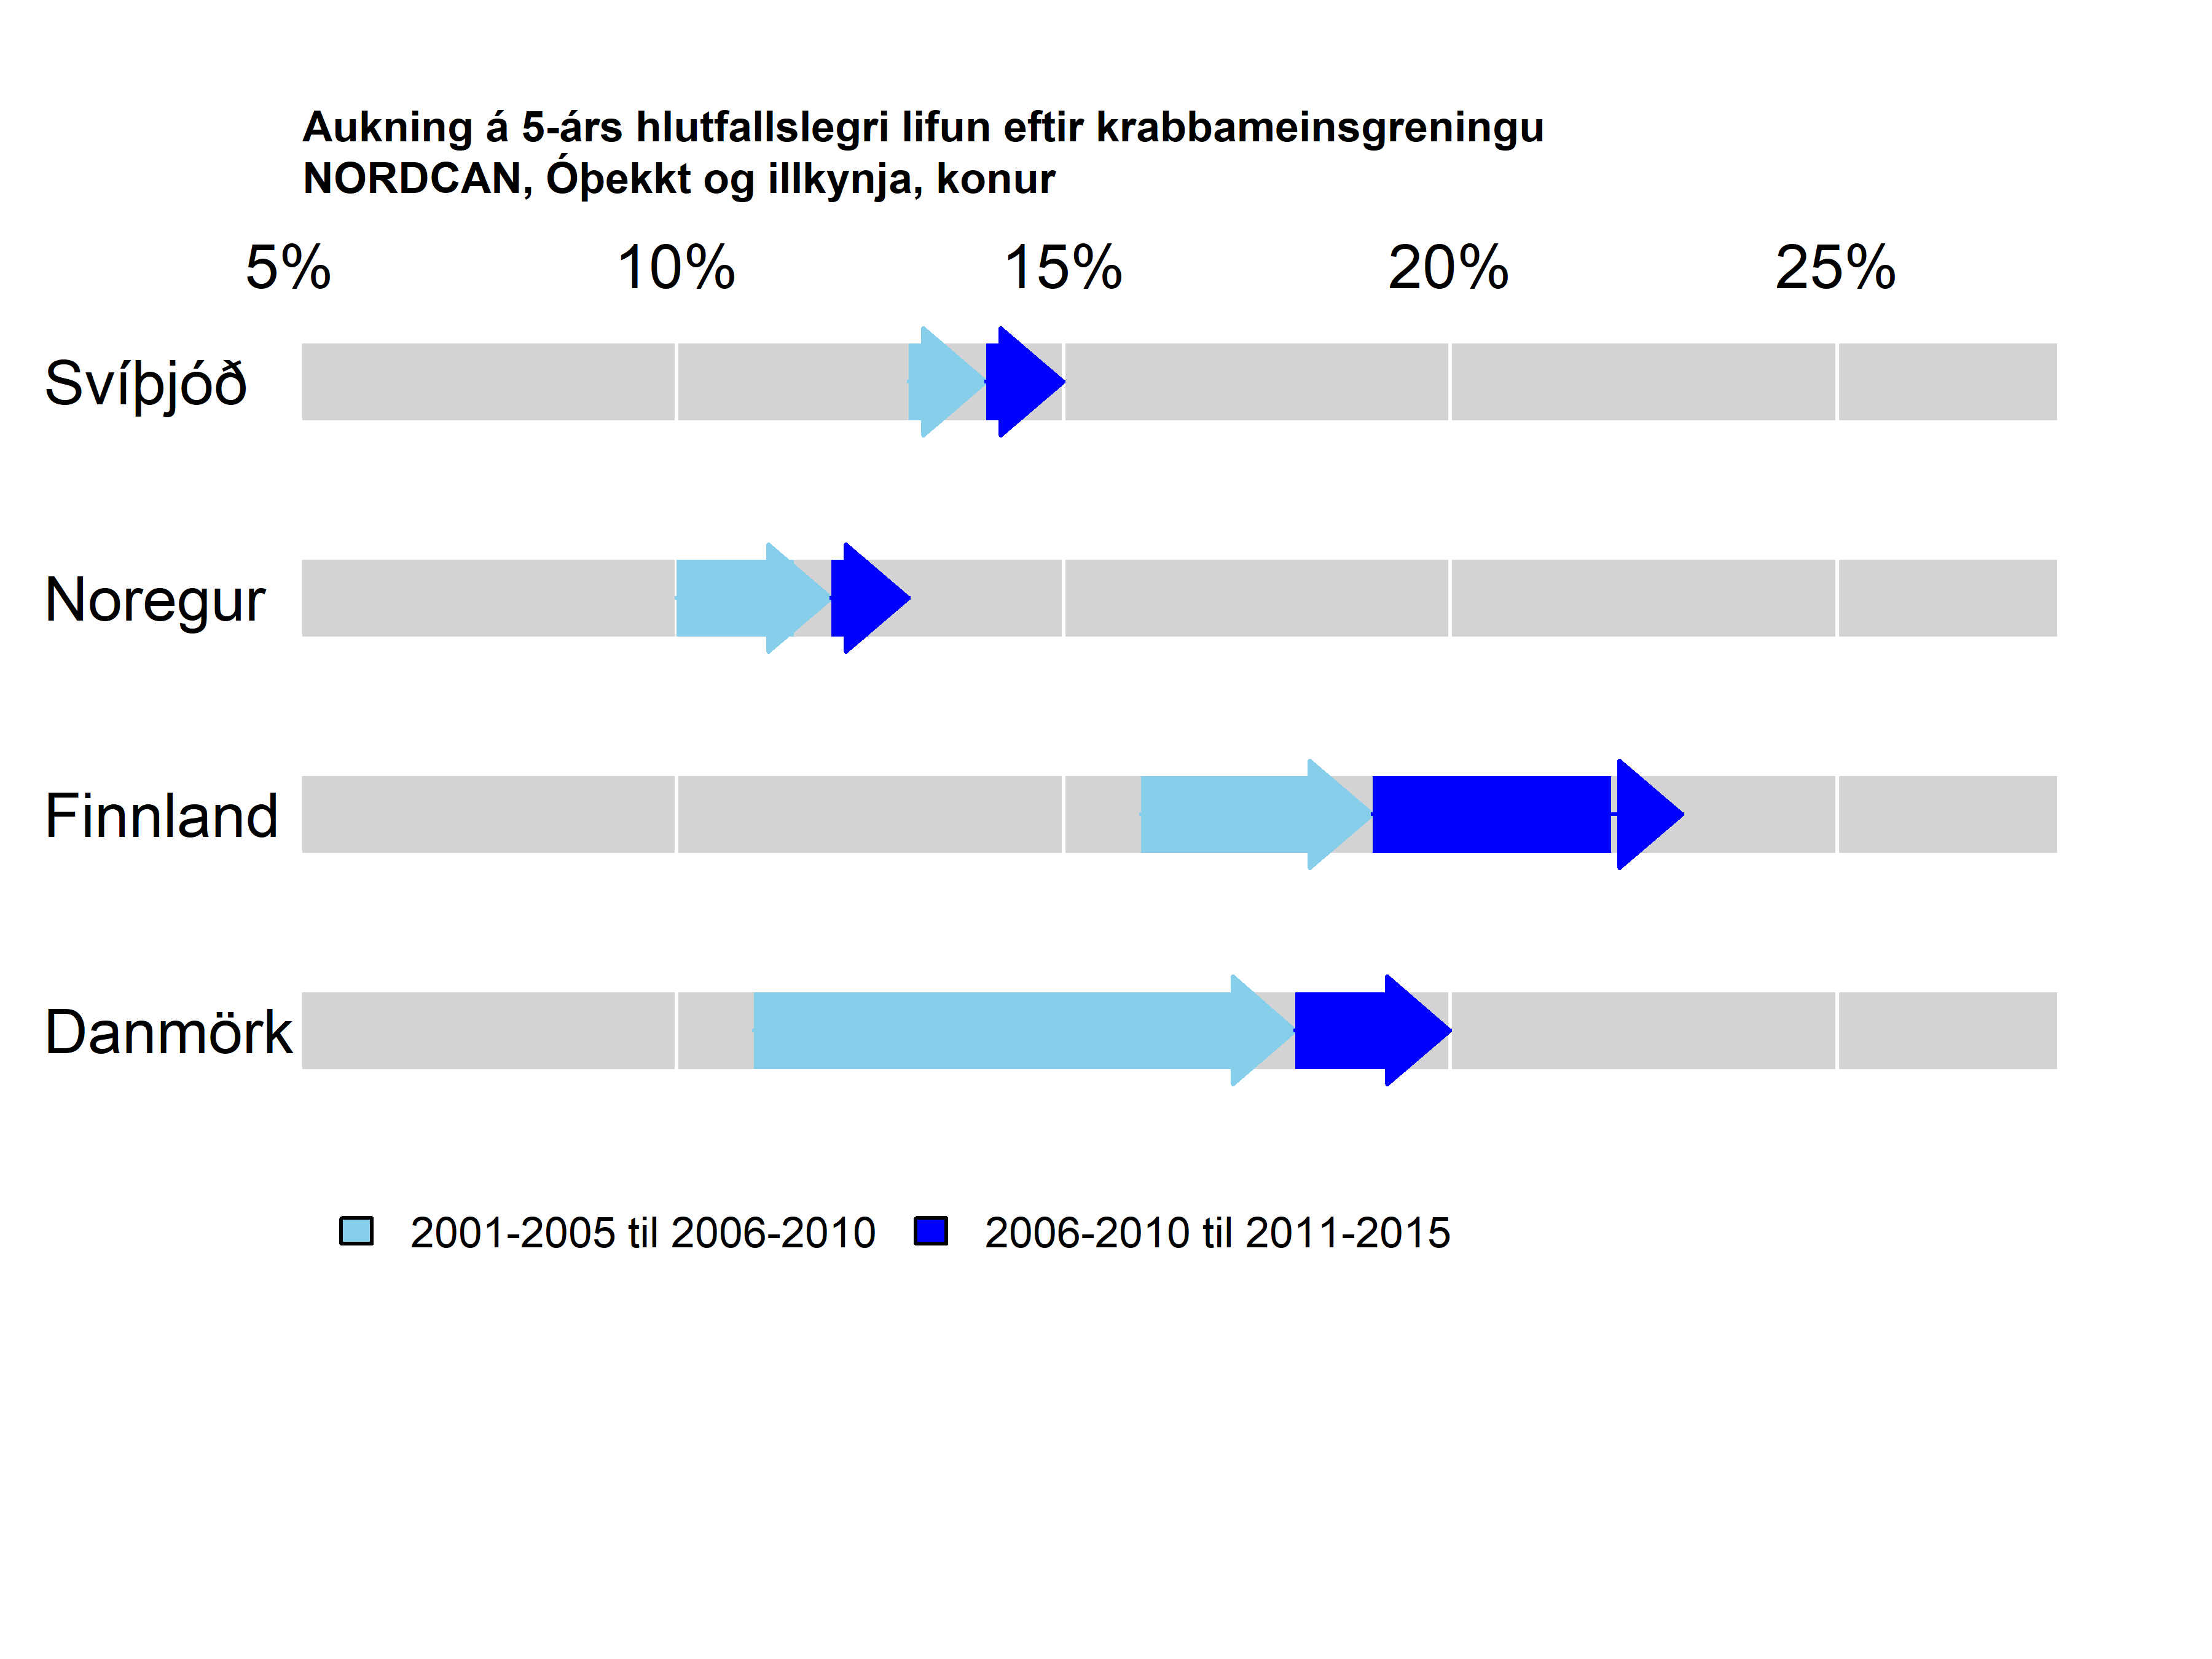 Aukning á 5-árs hlutfallslegri lifun eftir krabbameinsgreningu
NORDCAN, Óþekkt og illkynja, konur
5% 10% 15% 20% 25%
Svíþjóð
Noregur
Finnland
Danmörk
2001-2005 til 2006-2010 2006-2010 til 2011-2015